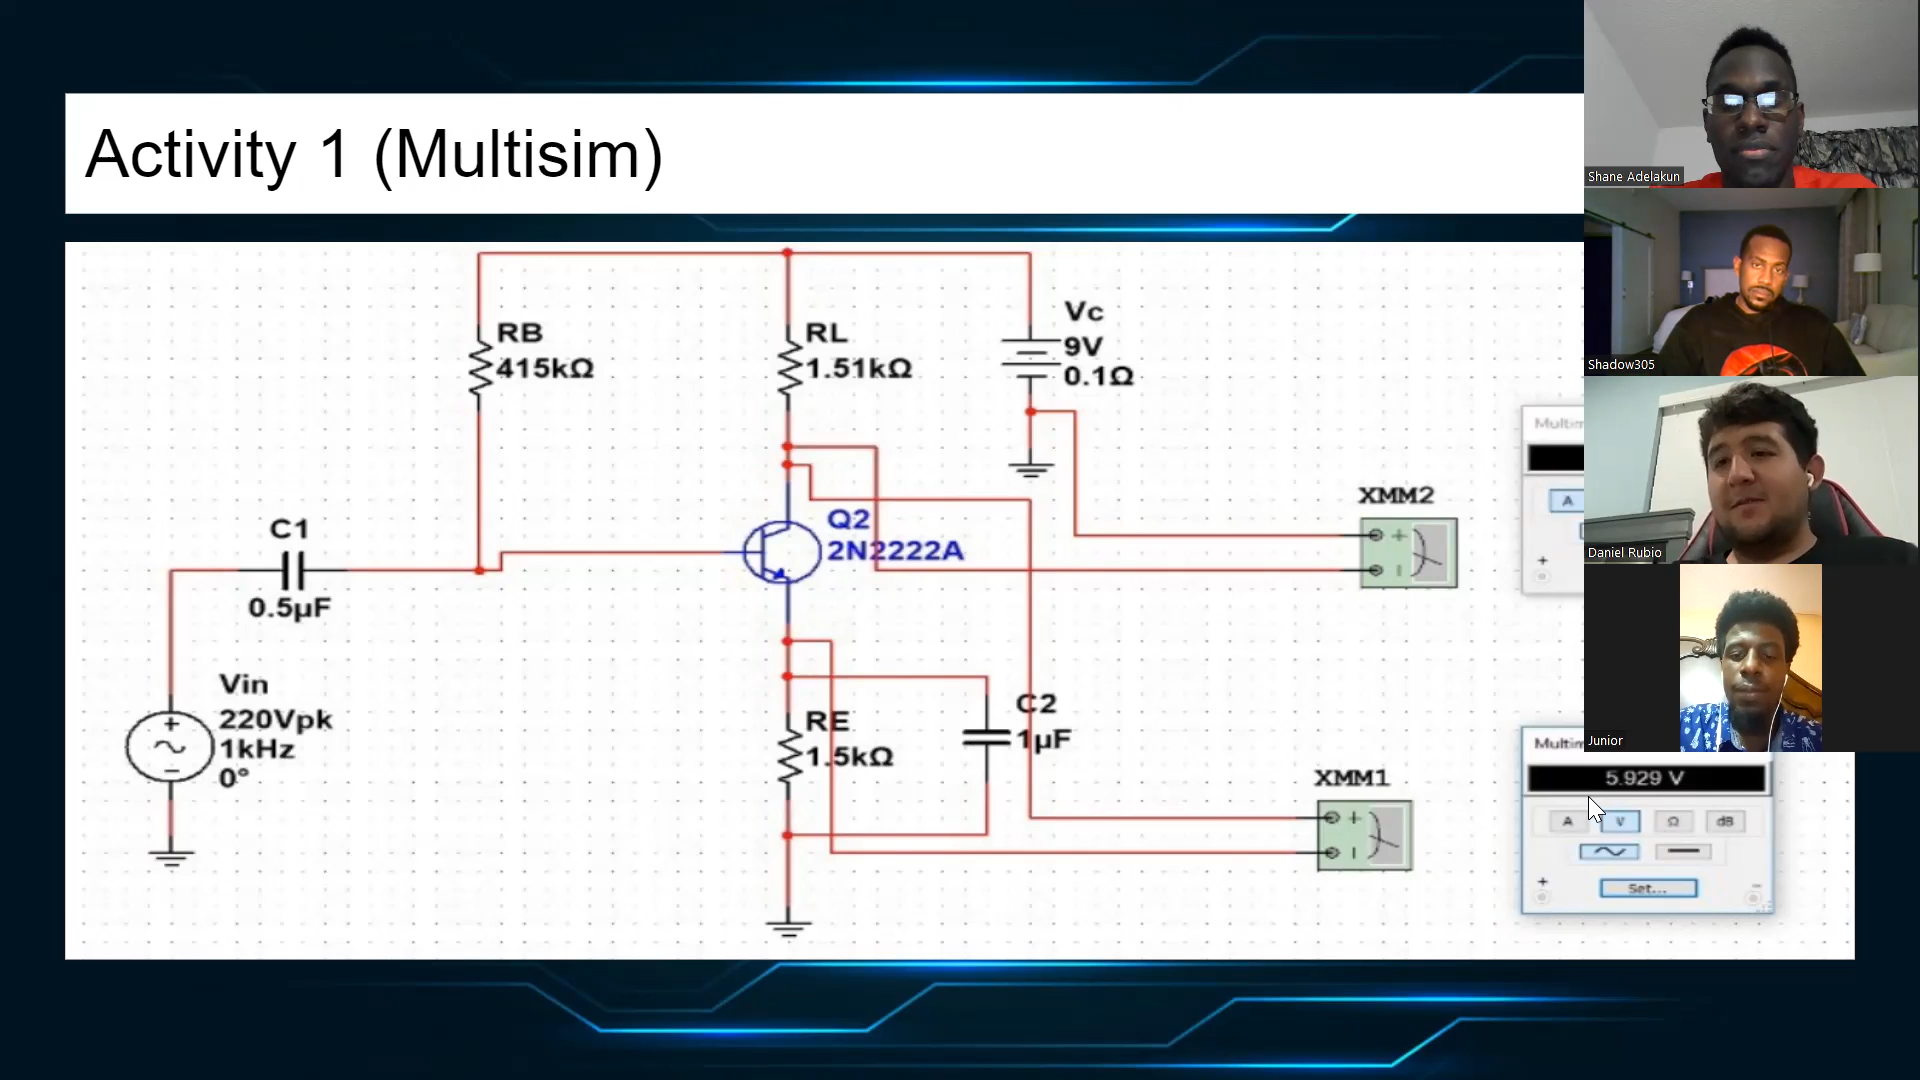 Activity 1 (Multisim)
Shane Adelakun
Shadow305
Daniel Rubio
Junior
RB
415kΩ
RL
1.51kΩ
Vc
9V
0.1Ω
C1
0.5µF
Q2
2N2222A
XMM2
+
Vin
220Vpk
1kHz
0°
+
RE
1.5kΩ
C2
1µF
XMM1
+
A
+
5.929 V
A V Ω dB
Set...
+ −